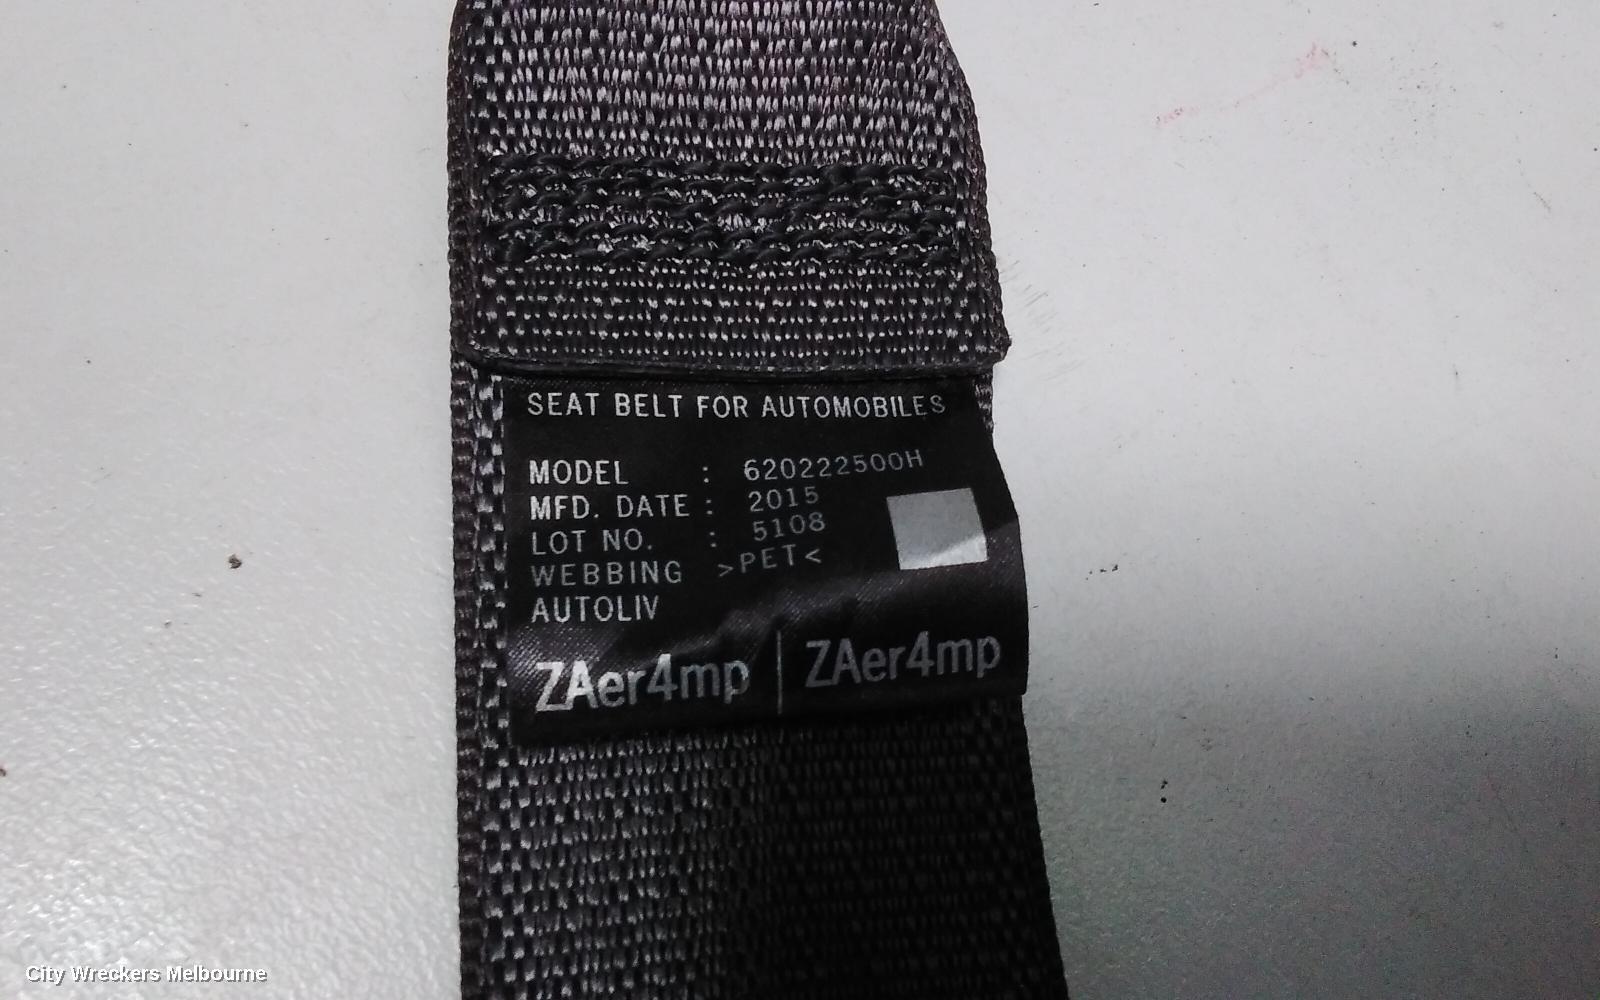 SEAT BELT FOR AUTOMOBILES
MODEL : 620222500H
MFD. DATE : 2015
LOT NO. : 5108
WEBBING >PET<
AUTOLIV
ZAer4mp | ZAer4mp
City Wreckers Melbourne